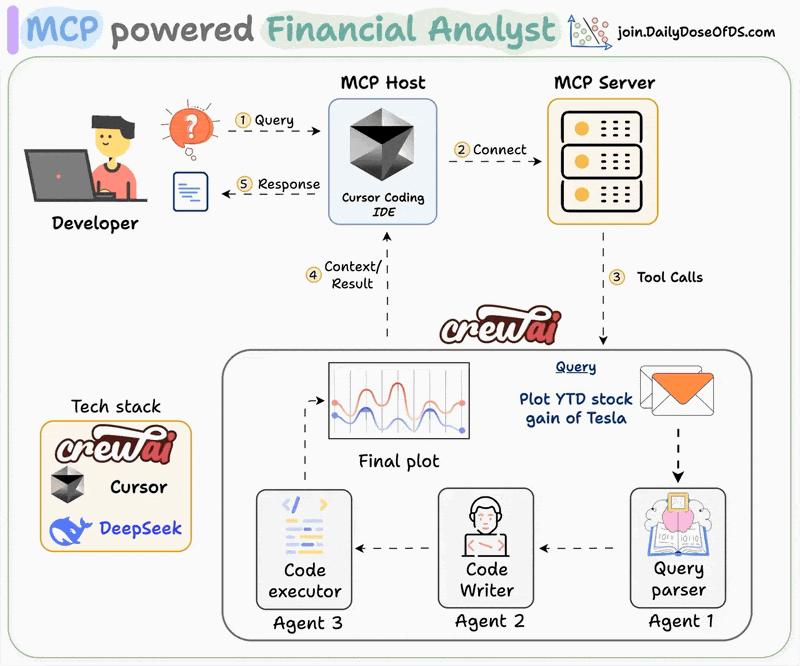 MCP powered Financial Analyst
join.DailyDoseOfDS.com
MCP Host
MCP Server
1 Query
2 Connect
5 Response
Cursor Coding
IDE
Developer
4 Context/
Result
3 Tool Calls
crewai
Query
Plot YTD stock
gain of Tesla
Final plot
Tech stack
crewai
Cursor
DeepSeek
Code
executor
Agent 3
Code
Writer
Agent 2
Query
parser
Agent 1